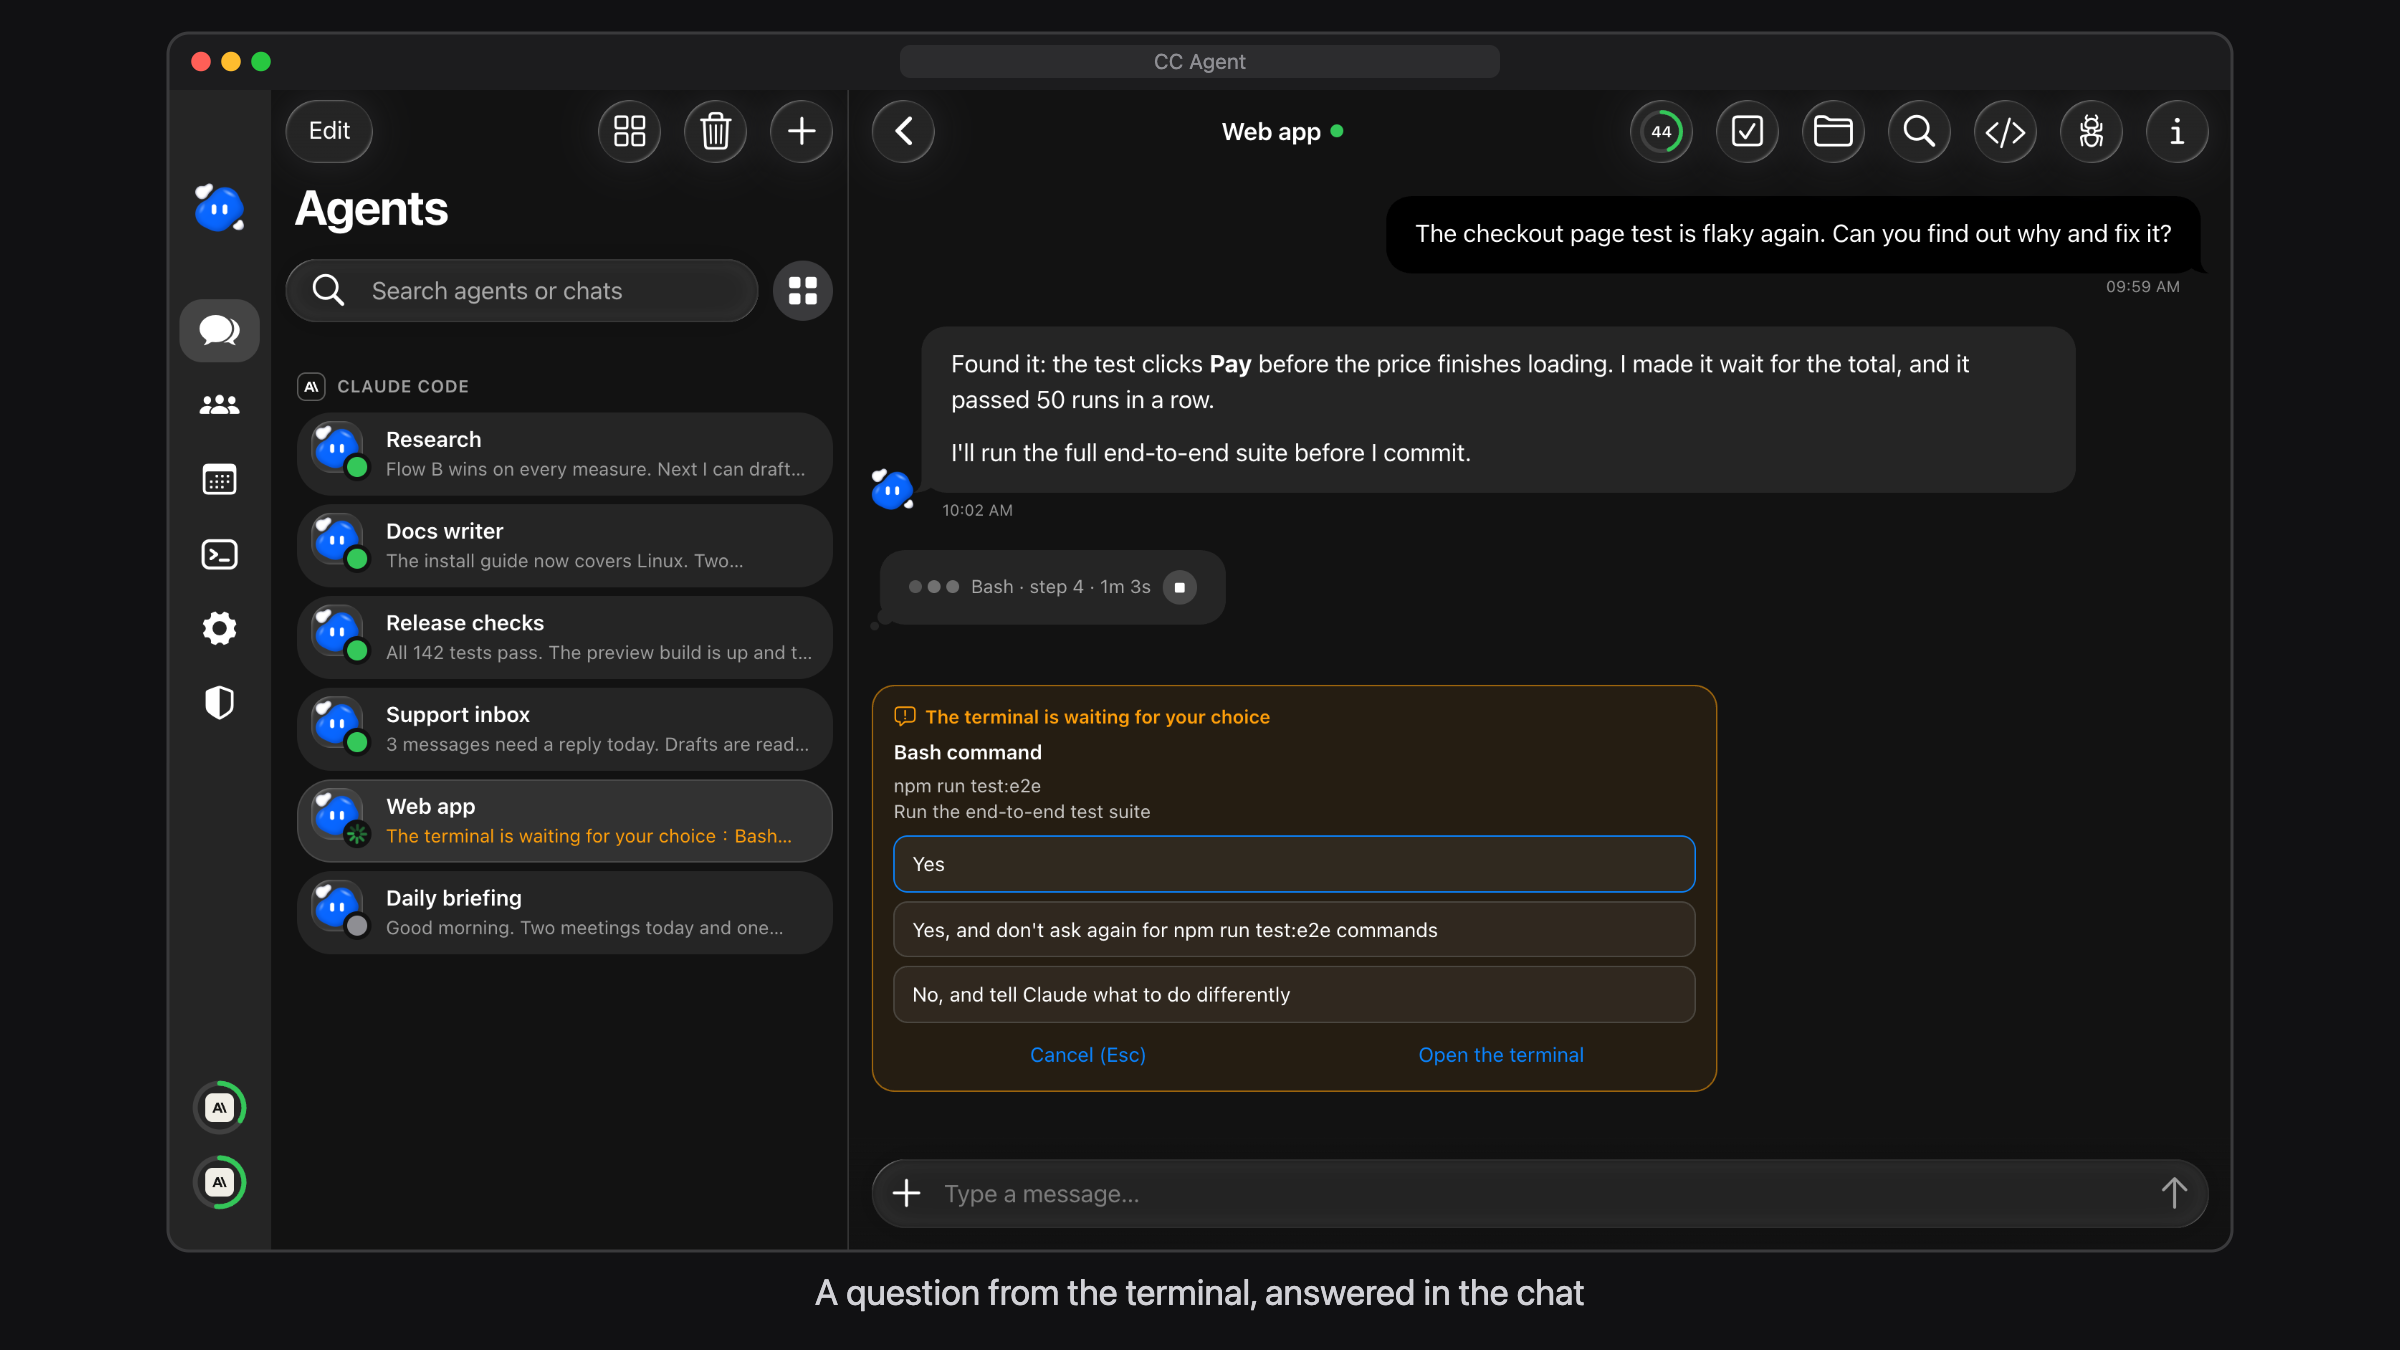 CC Agent
Edit
Agents
Search agents or chats
CLAUDE CODE
Research
Flow B wins on every measure. Next I can draft...
Docs writer
The install guide now covers Linux. Two...
Release checks
All 142 tests pass. The preview build is up and t...
Support inbox
3 messages need a reply today. Drafts are read...
Web app
The terminal is waiting for your choice : Bash...
Daily briefing
Good morning. Two meetings today and one...
Web app
44
The checkout page test is flaky again. Can you find out why and fix it?
09:59 AM
Found it: the test clicks Pay before the price finishes loading. I made it wait for the total, and it
passed 50 runs in a row.
I'll run the full end-to-end suite before I commit.
10:02 AM
Bash · step 4 · 1m 3s
The terminal is waiting for your choice
Bash command
npm run test:e2e
Run the end-to-end test suite
Yes
Yes, and don't ask again for npm run test:e2e commands
No, and tell Claude what to do differently
Cancel (Esc)
Open the terminal
Type a message...
A question from the terminal, answered in the chat